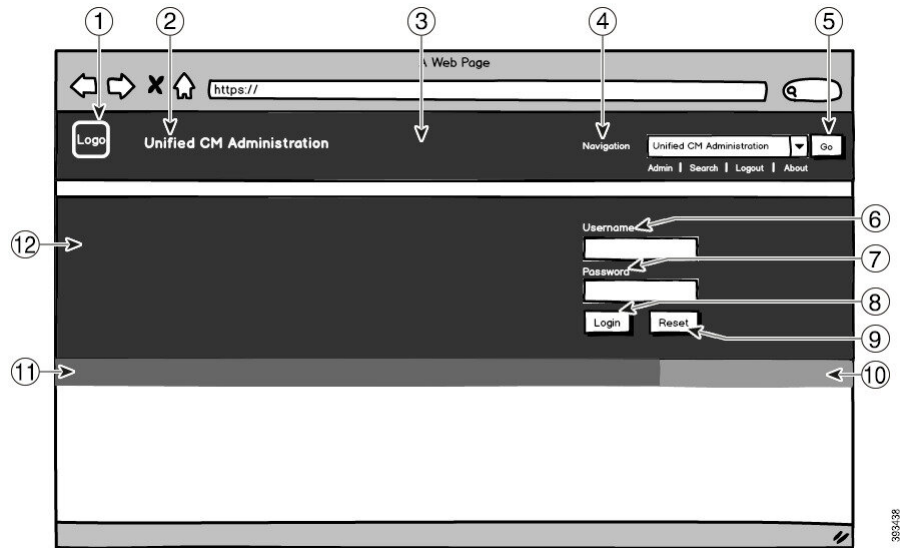 1 2 3 4 5
A Web Page
https://
Logo
Unified CM Administration
Navigation
Unified CM Administration
Go
Admin | Search | Logout | About
Username
6
12
Password
7
8
Login
Reset
9
11
10
393438